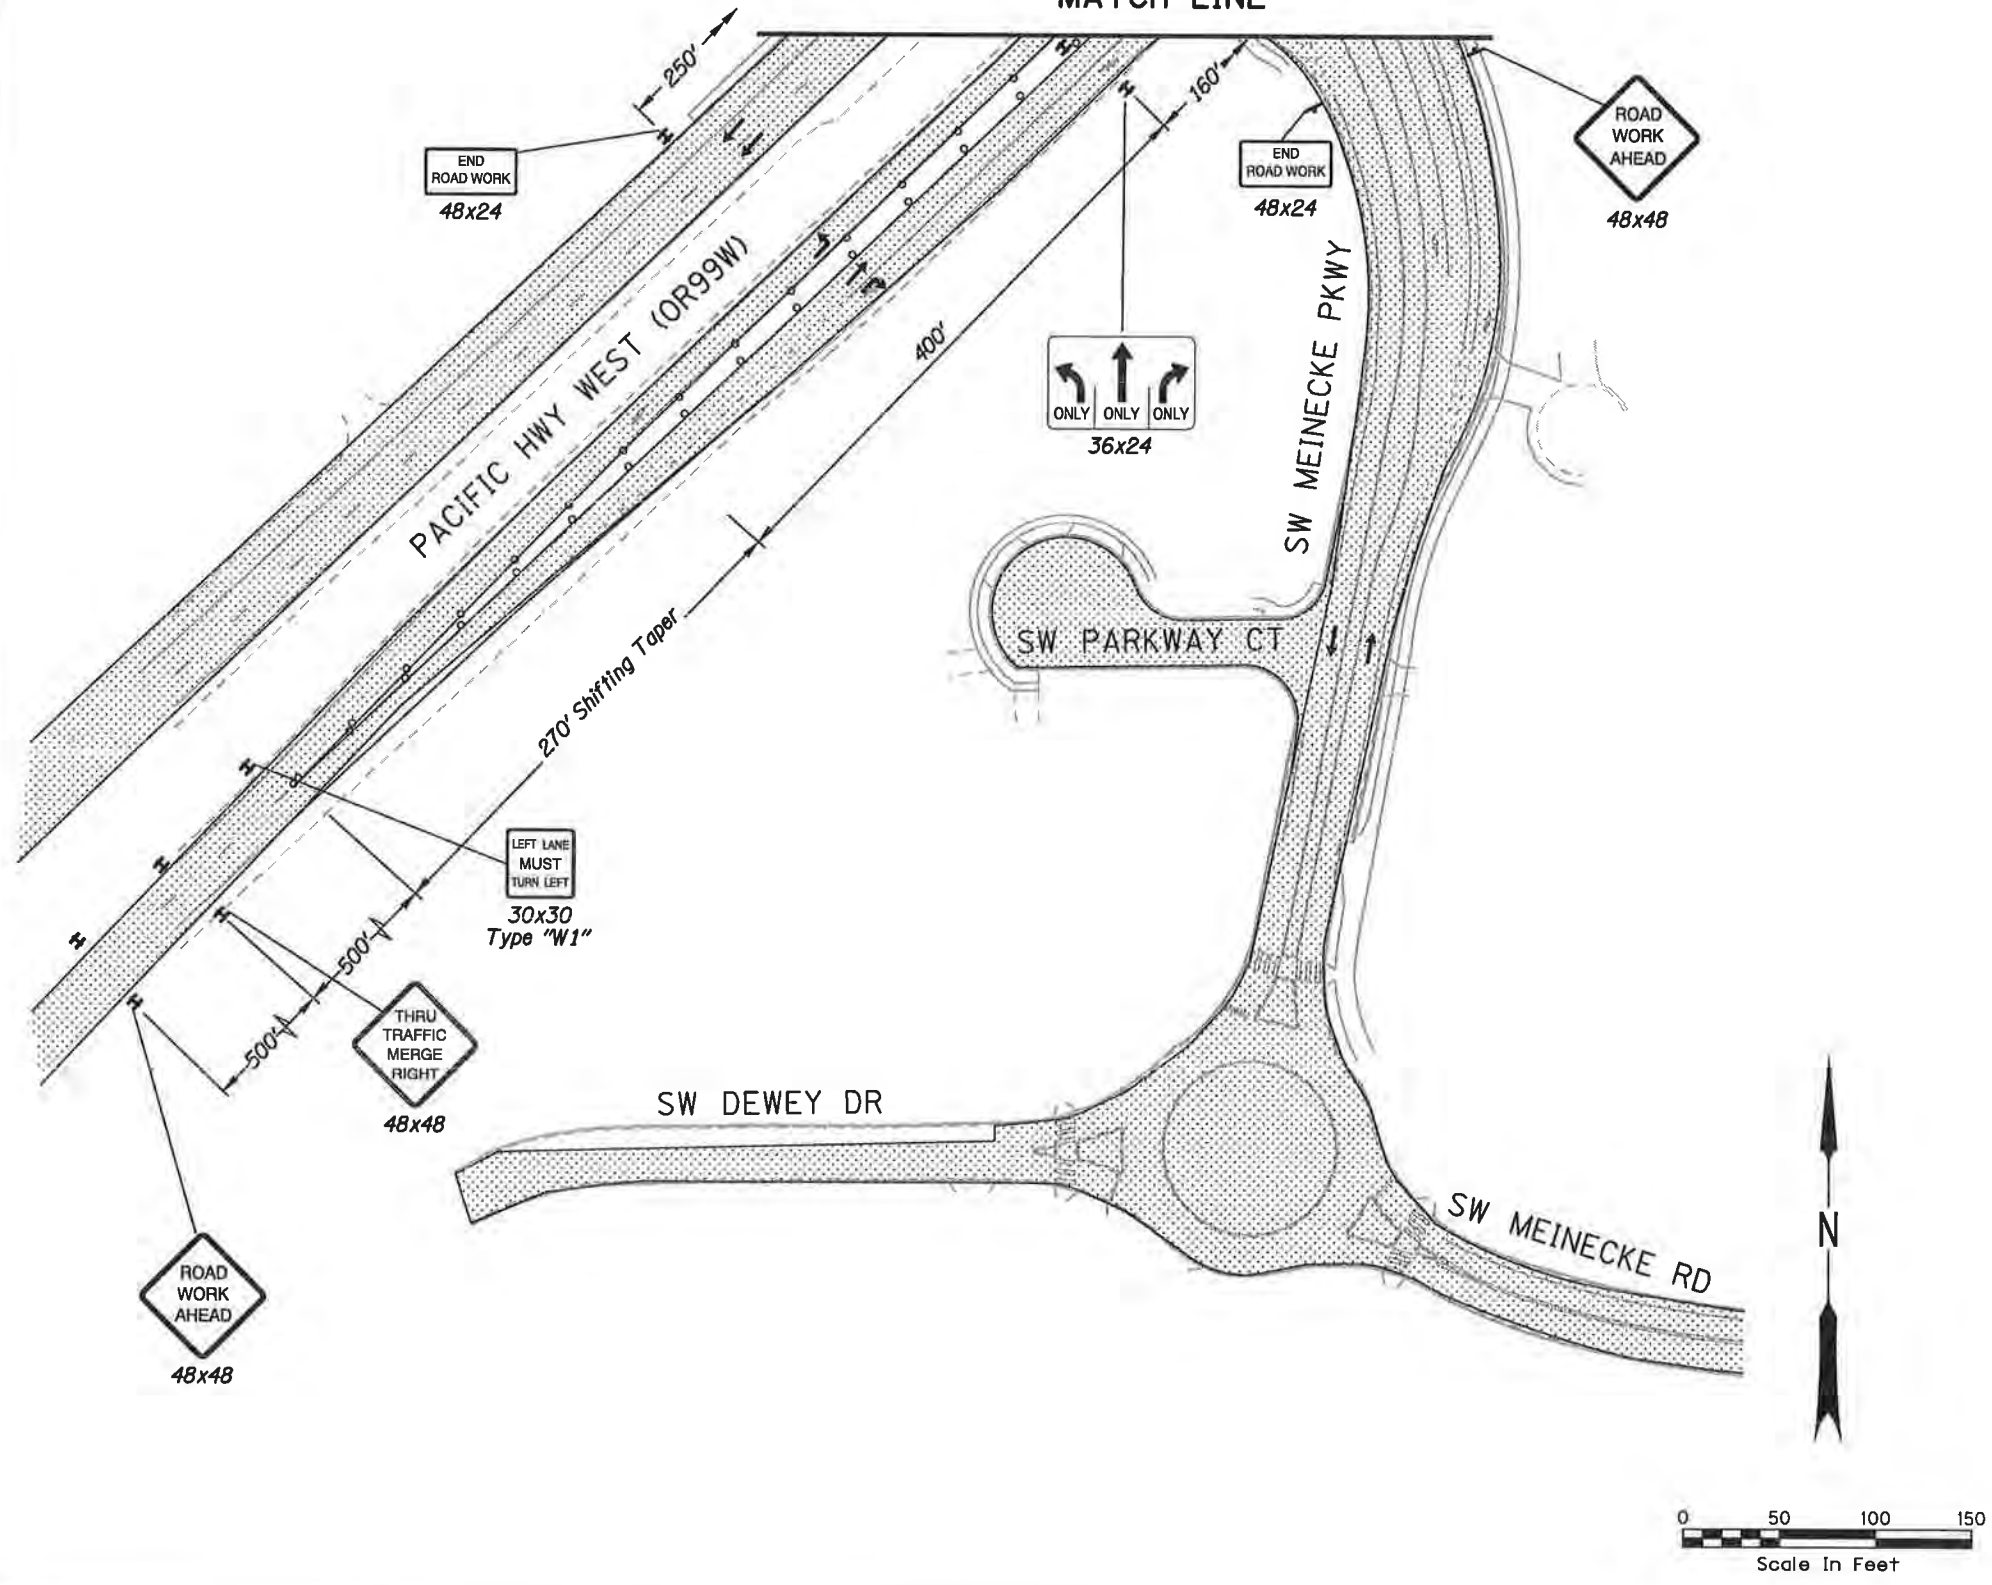 MATCH LINE
250'
160'
END
ROAD WORK
48x24
END
ROAD WORK
48x24
ROAD
WORK
AHEAD
48x48
PACIFIC HWY WEST (OR99W)
400'
ONLY ONLY ONLY
36x24
SW MEINECKE PKWY
SW PARKWAY CT
270' Shifting Taper
LEFT LANE
MUST
TURN LEFT
30x30
Type "W1"
500'
500'
THRU
TRAFFIC
MERGE
RIGHT
48x48
SW DEWEY DR
SW MEINECKE RD
ROAD
WORK
AHEAD
48x48
N
0 50 100 150
Scale In Feet